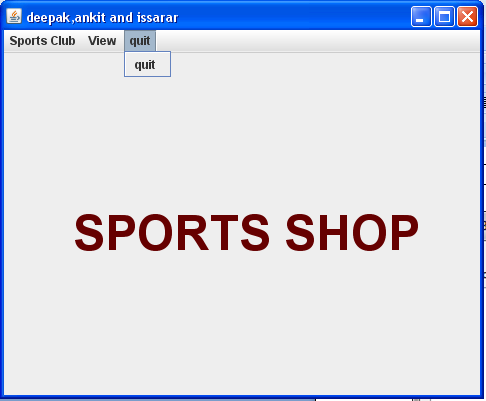 deepak,ankit and issarar
Sports Club View quit
quit
SPORTS SHOP